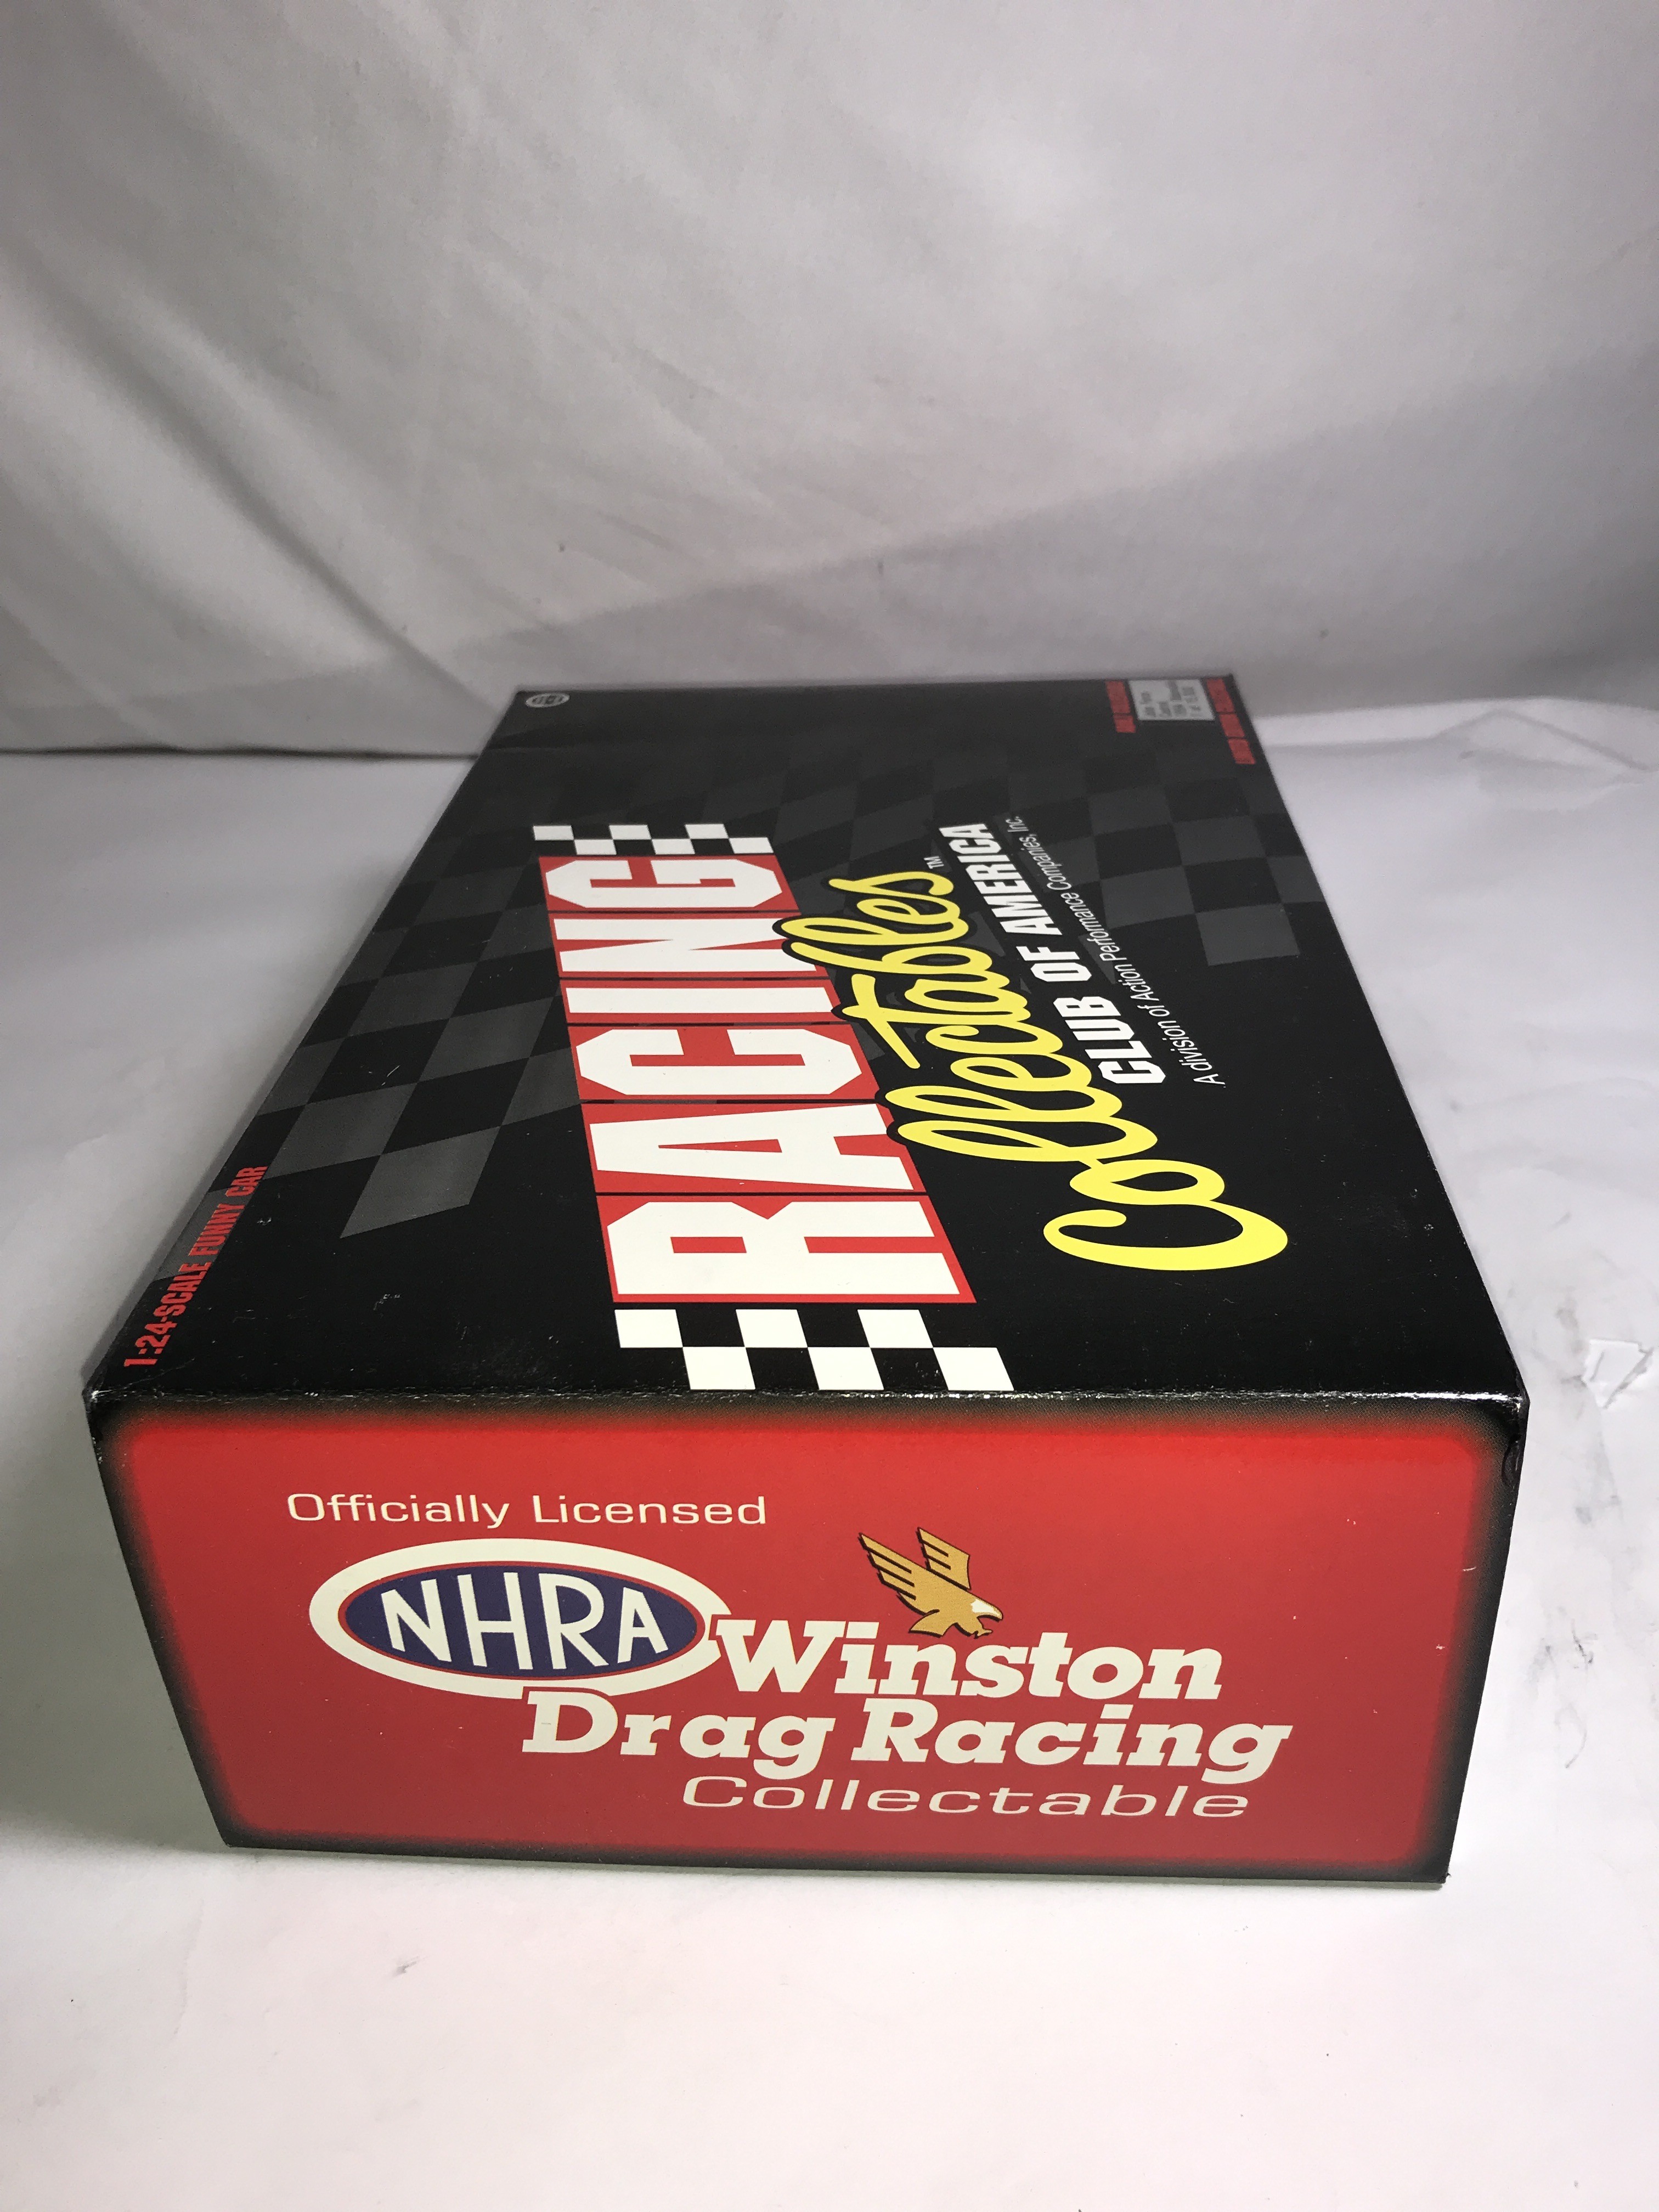 1:24-SCALE FUNNY CAR
RACING
Collectables™
CLUB OF AMERICA
A division of Action Performance Companies, Inc.
Officially Licensed
NHRA
Winston
Drag Racing
Collectable